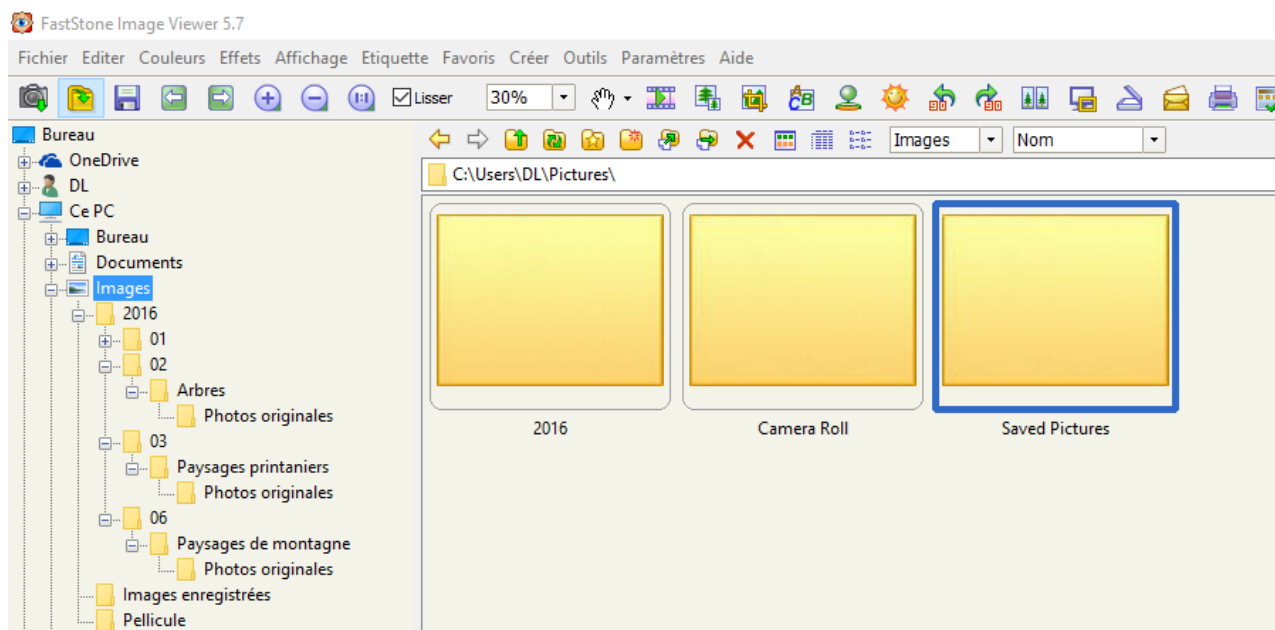 FastStone Image Viewer 5.7
Fichier Editer Couleurs Effets Affichage Etiquette Favoris Créer Outils Paramètres Aide
1:1 Lisser 30%
Bureau
OneDrive
DL
Ce PC
Bureau
Documents
Images
2016
01
02
Arbres
Photos originales
03
Paysages printaniers
Photos originales
06
Paysages de montagne
Photos originales
Images enregistrées
Pellicule
Images Nom
C:\Users\DL\Pictures\
2016 Camera Roll Saved Pictures